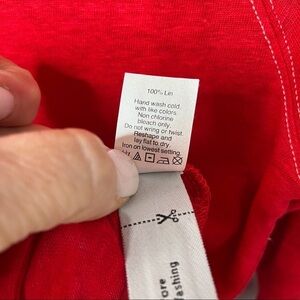 100% Lin
Hand wash cold
with like colors.
Non chlorine
bleach only.
Do not wring or twist.
Reshape and
lay flat to dry.
Iron on lowest setting.
ore
ashing